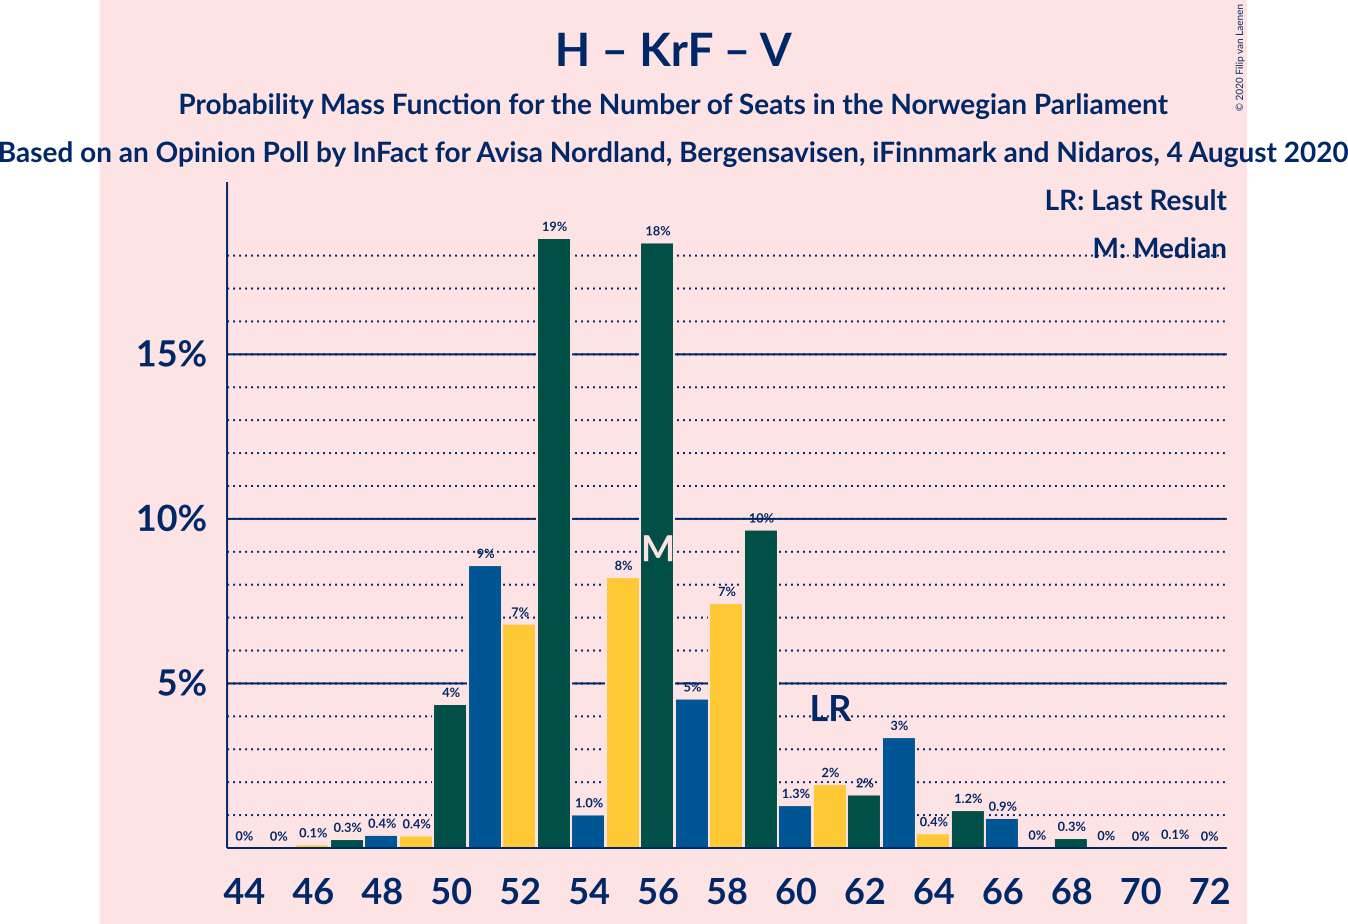 H – KrF – V
© 2020 Filip van Laenen
Probability Mass Function for the Number of Seats in the Norwegian Parliament
Based on an Opinion Poll by InFact for Avisa Nordland, Bergensavisen, iFinnmark and Nidaros, 4 August 2020
LR: Last Result
M: Median
15%
10%
5%
0% 0% 0.1% 0.3% 0.4% 0.4% 4% 9% 7% 19% 1.0% 8% 18% 5% 7% 10% 1.3% 2% 2% 3% 0.4% 1.2% 0.9% 0% 0.3% 0% 0% 0.1% 0%
M
LR
44 46 48 50 52 54 56 58 60 62 64 66 68 70 72